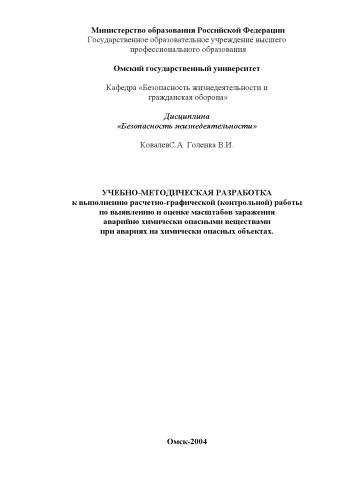 Министерство образования Российской Федерации
Государственное образовательное учреждение высшего
профессионального образования
Омский государственный университет
Кафедра «Безопасность жизнедеятельности и
гражданская оборона»
Дисциплина
«Безопасность жизнедеятельности»
КовалевС.А Голенка В.И.
УЧЕБНО-МЕТОДИЧЕСКАЯ РАЗРАБОТКА
к выполнению расчетно-графической (контрольной) работы
по выявлению и оценке масштабов заражения
аварийно химически опасными веществами
при авариях на химически опасных объектах.
Омск-2004